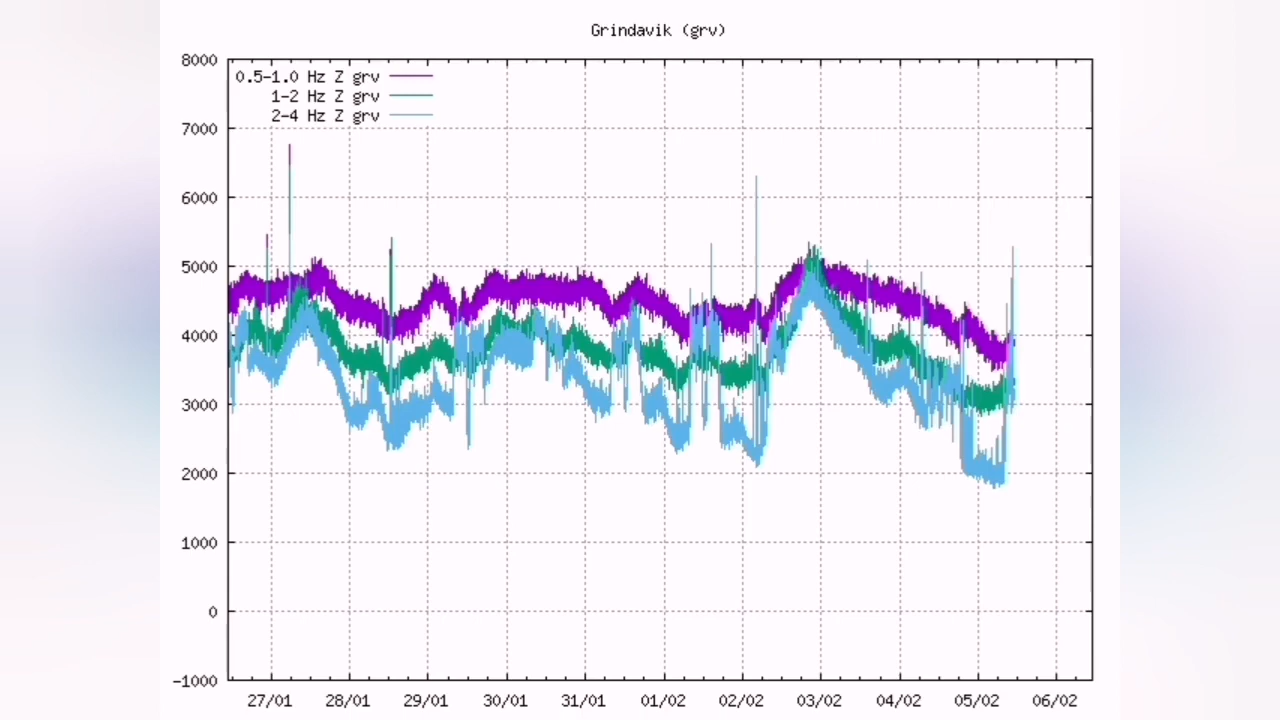 Grindavik (grv)
8000
0.5-1.0 Hz Z grv
1-2 Hz Z grv
2-4 Hz Z grv
7000
6000
5000
4000
3000
2000
1000
0
-1000
27/01 28/01 29/01 30/01 31/01 01/02 02/02 03/02 04/02 05/02 06/02